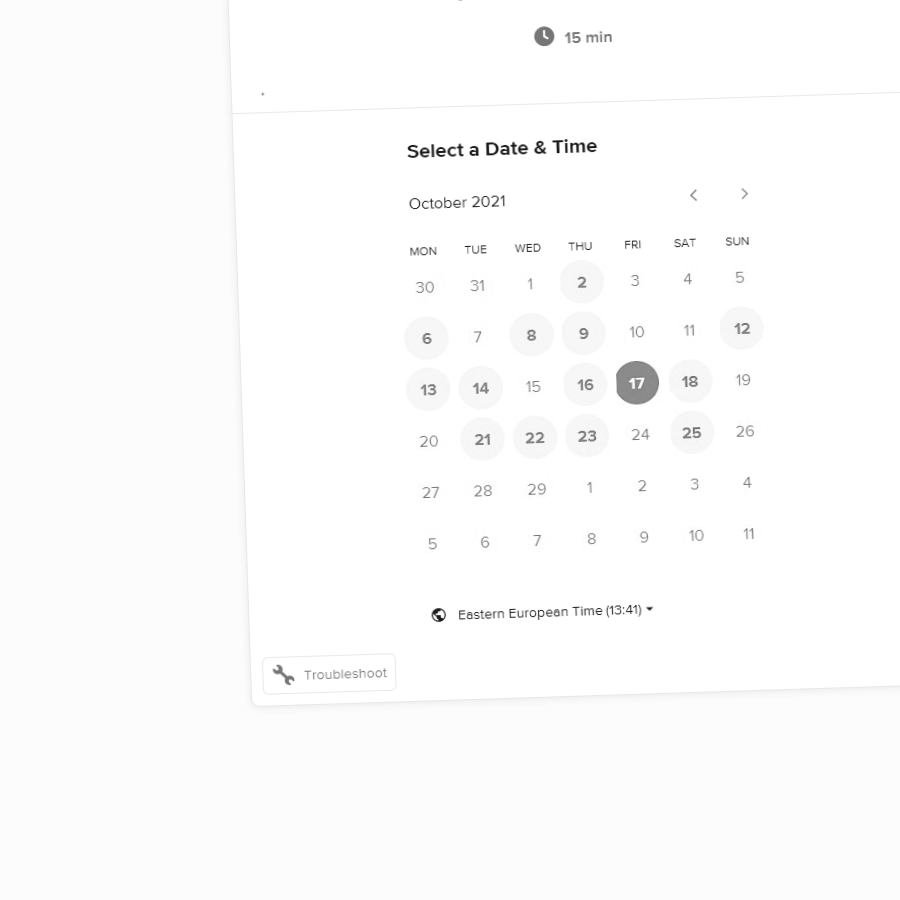 15 min
.
Select a Date & Time
October 2021
MON TUE WED THU FRI SAT SUN
30 31 1 2 3 4 5
6 7 8 9 10 11 12
13 14 15 16 17 18 19
20 21 22 23 24 25 26
27 28 29 1 2 3 4
5 6 7 8 9 10 11
Eastern European Time (13:41)
Troubleshoot